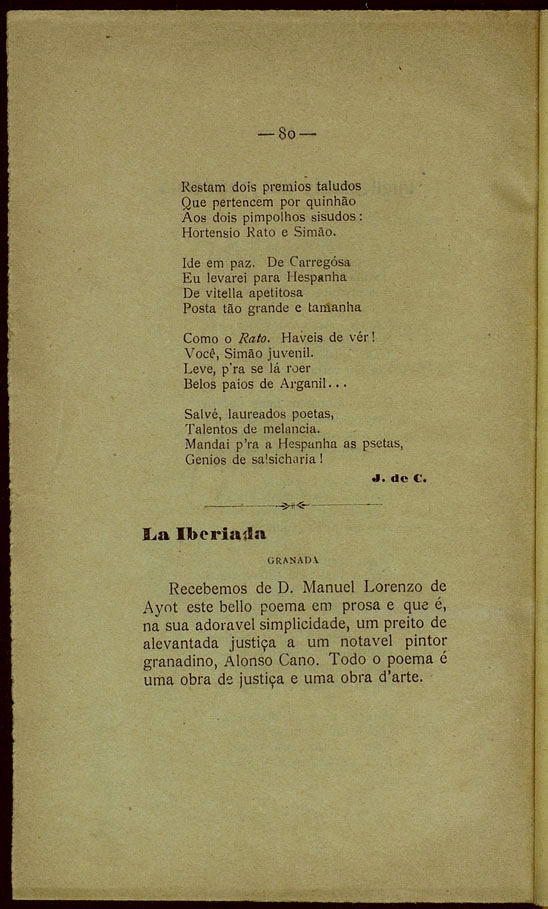 — 80 —
Restam dois premios taludos
Que pertencem por quinhão
Aos dois pimpolhos sisudos:
Hortensio Rato e Simão.
Ide em paz. De Carregósa
Eu levarei para Hespanha
De vitella apetitosa
Posta tão grande e tamanha
Como o Rato. Haveis de vér!
Você, Simão juvenil.
Leve, p'ra se lá roer
Belos paios de Arganil...
Salvé, laureados poetas,
Talentos de melancia.
Mandai p'ra a Hespanha as psetas,
Genios de salsicharia!
J. de C.
La Iberiada
GRANADA
Recebemos de D. Manuel Lorenzo de
Ayot este bello poema em prosa e que é,
na sua adoravel simplicidade, um preito de
alevantada justiça a um notavel pintor
granadino, Alonso Cano. Todo o poema é
uma obra de justiça e uma obra d'arte.